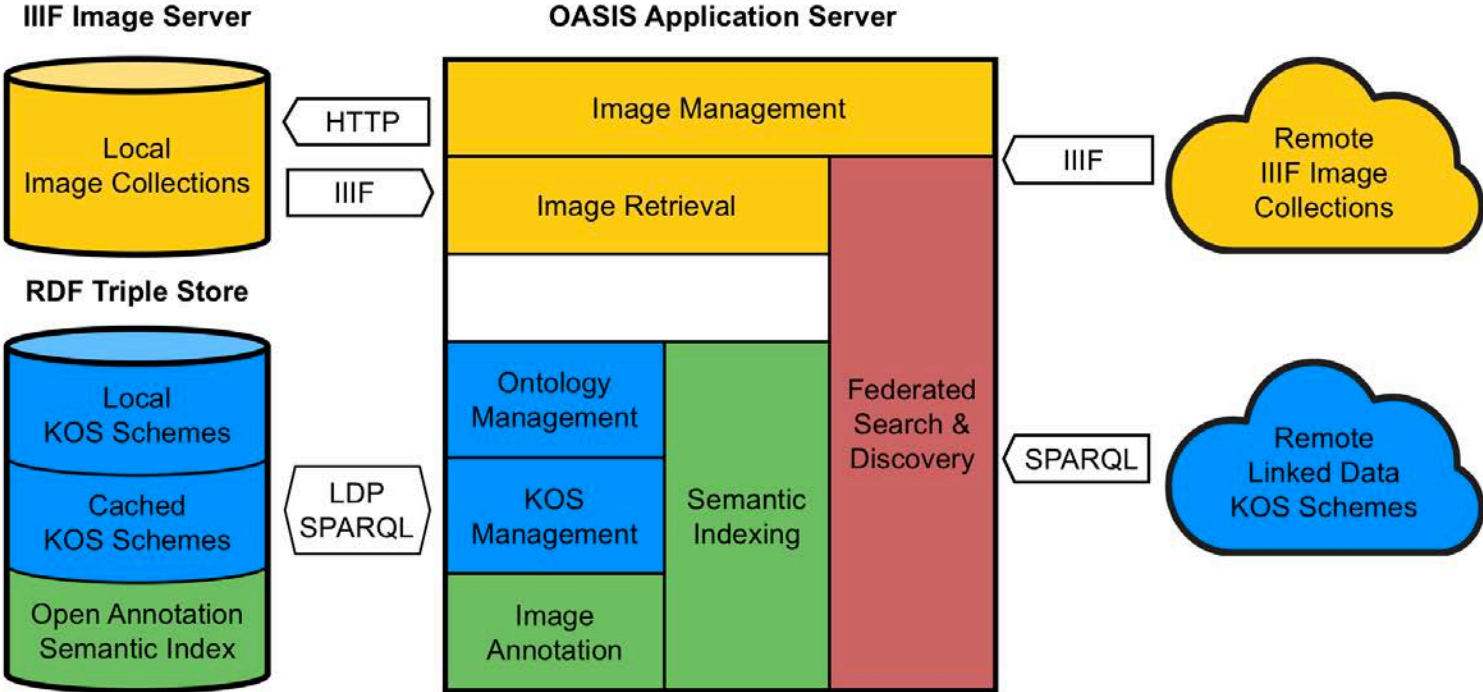 IIIF Image Server
OASIS Application Server
Local
Image Collections
HTTP
IIIF
Image Management
Image Retrieval
IIIF
Remote
IIIF Image
Collections
RDF Triple Store
Local
KOS Schemes
Cached
KOS Schemes
Open Annotation
Semantic Index
LDP
SPARQL
Ontology
Management
KOS
Management
Image
Annotation
Semantic
Indexing
Federated
Search &
Discovery
SPARQL
Remote
Linked Data
KOS Schemes